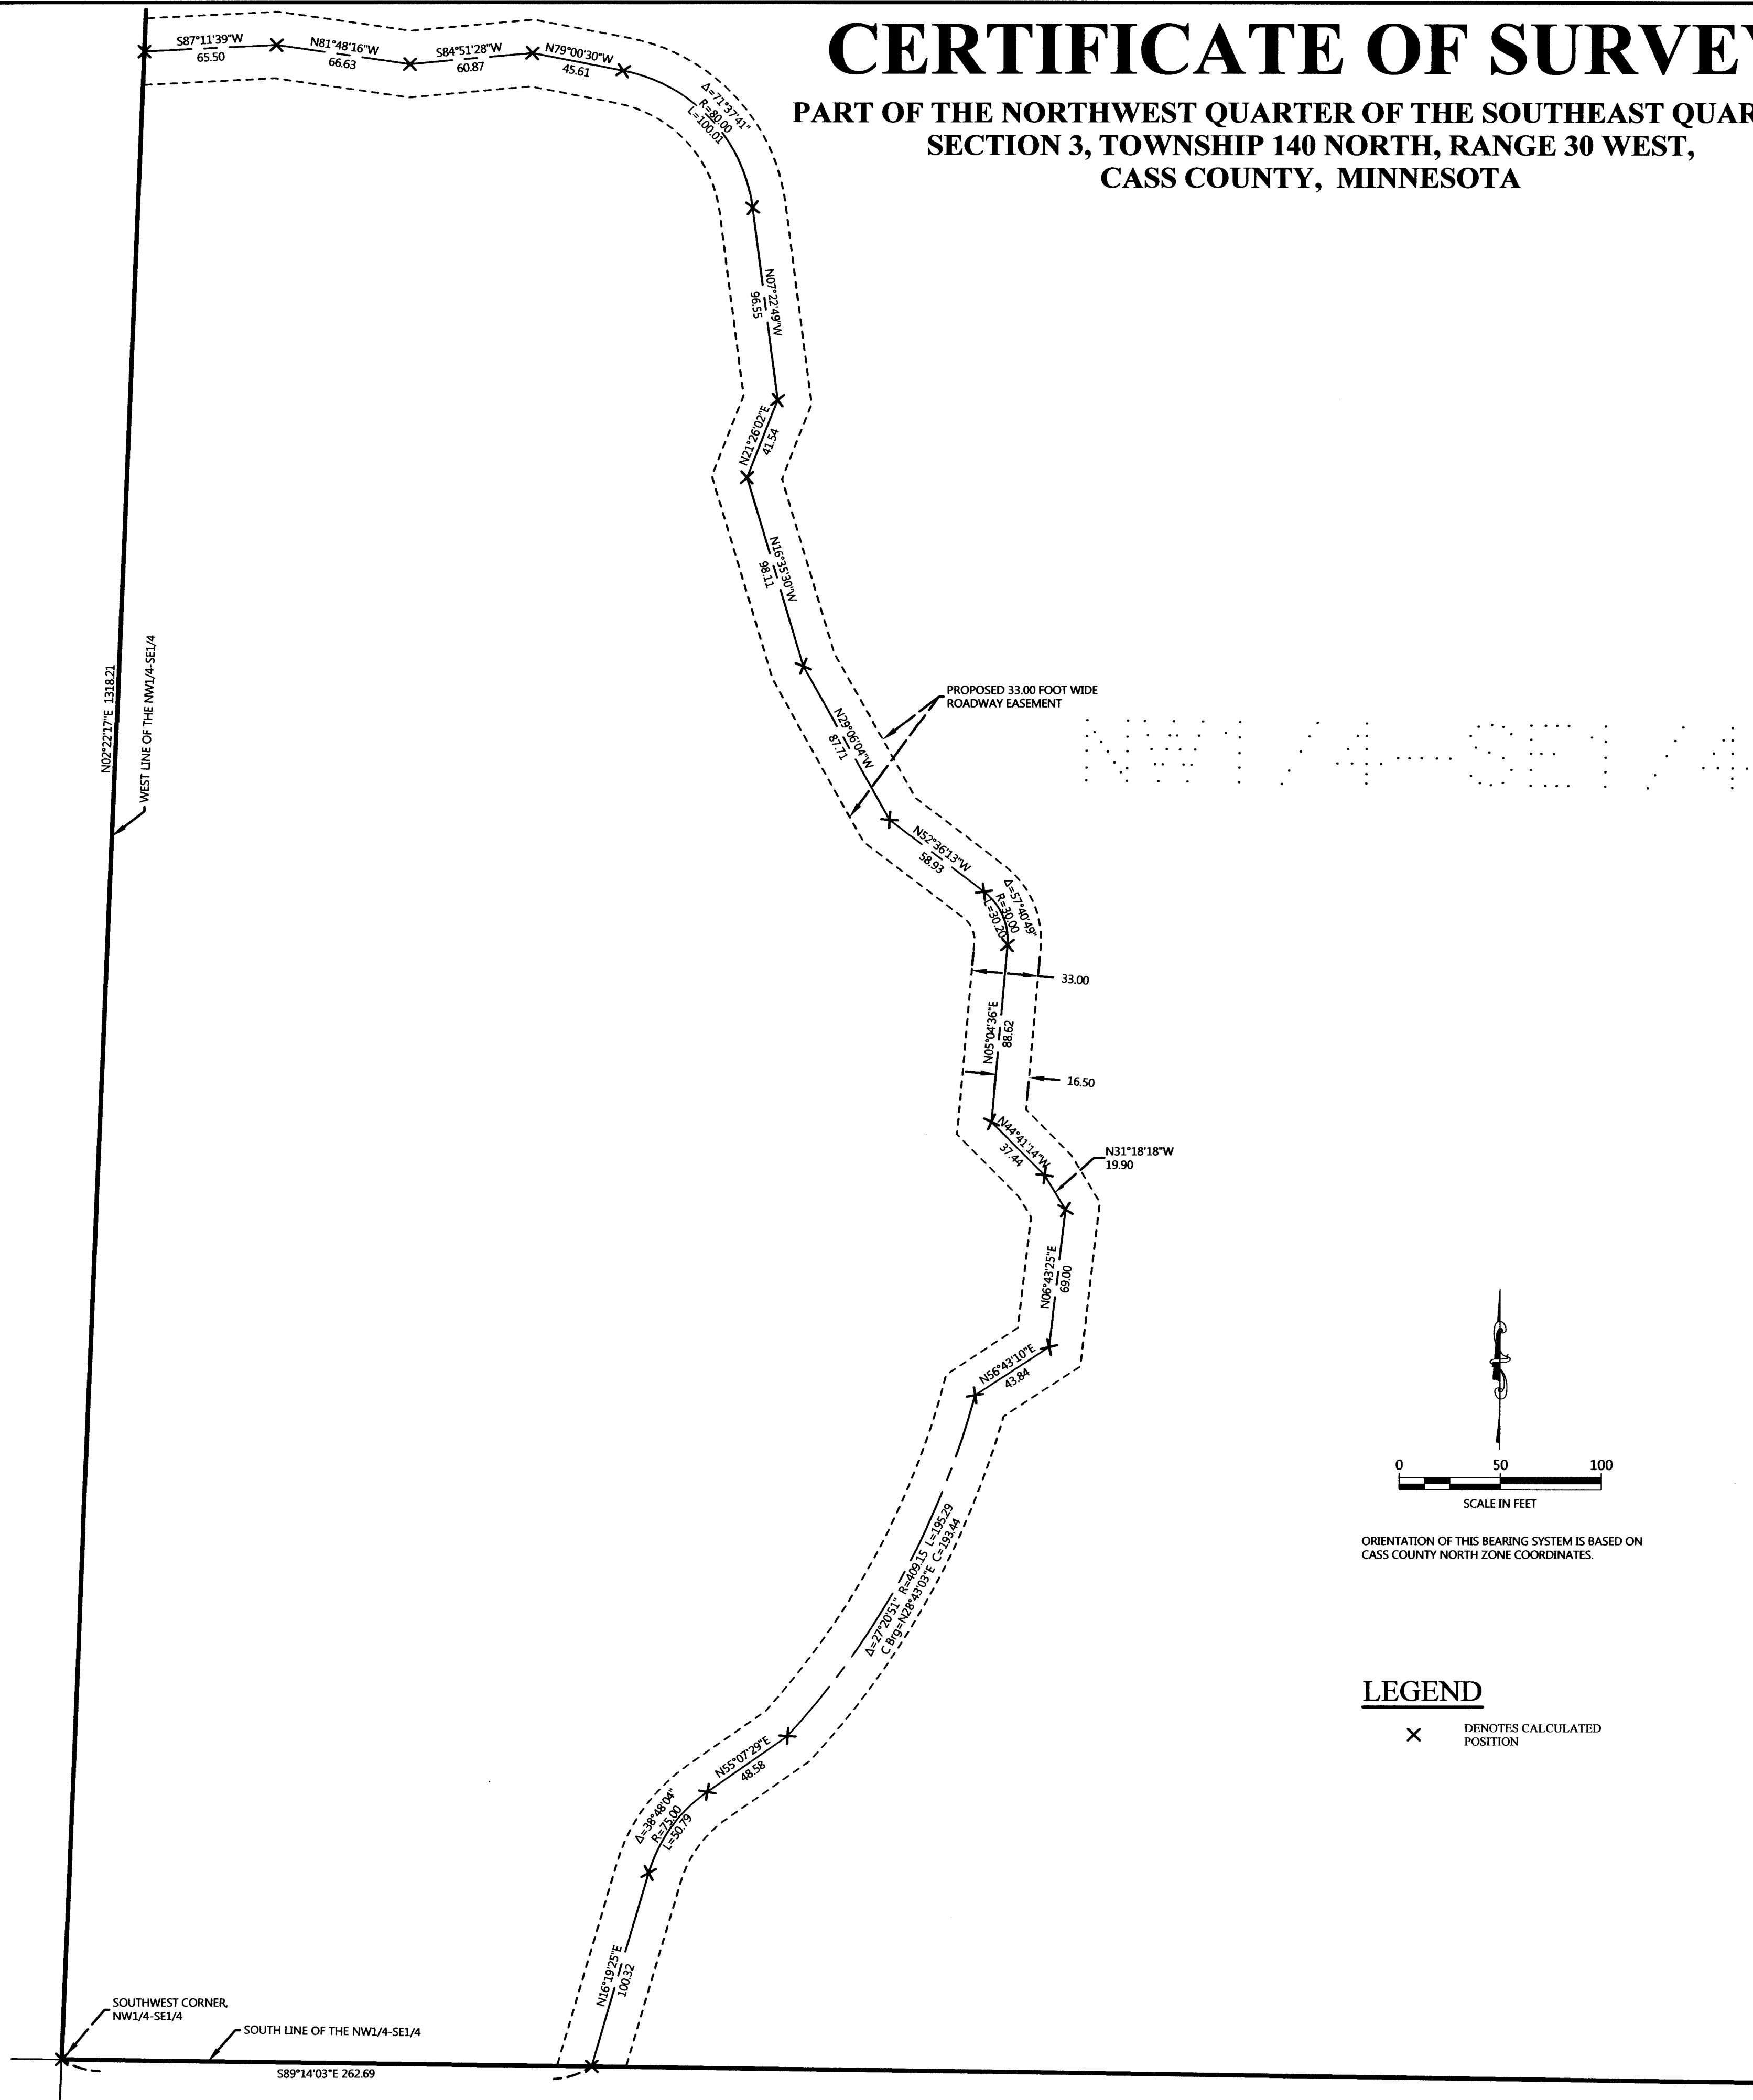 CERTIFICATE OF SURVEY
PART OF THE NORTHWEST QUARTER OF THE SOUTHEAST QUAR
SECTION 3, TOWNSHIP 140 NORTH, RANGE 30 WEST,
CASS COUNTY, MINNESOTA
S87°11'39"W
65.50
N81°48'16"W
66.63
S84°51'28"W
60.87
N79°00'30"W
45.61
Δ=71°37'41"
R=80.00
L=100.01
N07°22'49"W
96.55
N21°26'02"E
41.54
N16°35'30"W
98.11
N02°22'17"E 1318.21
WEST LINE OF THE NW1/4-SE1/4
PROPOSED 33.00 FOOT WIDE
ROADWAY EASEMENT
NW1/4-SE1/4
N29°06'04"W
87.71
N52°36'13"W
58.93
Δ=57°40'49"
R=30.00
L=30.20
33.00
N05°04'36"E
88.62
16.50
N44°41'14"W
37.44
N31°18'18"W
19.90
N06°43'25"E
69.00
N56°43'10"E
43.84
0 50 100
SCALE IN FEET
ORIENTATION OF THIS BEARING SYSTEM IS BASED ON
CASS COUNTY NORTH ZONE COORDINATES.
Δ=27°20'51" R=409.15 L=195.29
C Brg=N28°43'03"E C=193.44
LEGEND
DENOTES CALCULATED
POSITION
N55°07'29"E
48.58
Δ=38°48'04"
R=75.00
L=50.79
N16°19'25"E
100.32
SOUTHWEST CORNER,
NW1/4-SE1/4
SOUTH LINE OF THE NW1/4-SE1/4
S89°14'03"E 262.69